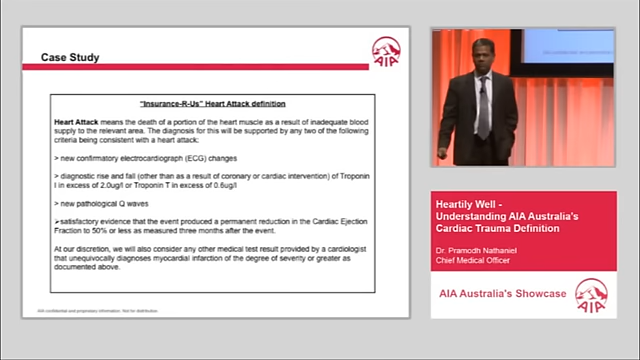 Case Study
AIA
"Insurance-R-Us" Heart Attack definition
Heart Attack means the death of a portion of the heart muscle as a result of inadequate blood
supply to the relevant area. The diagnosis for this will be supported by any two of the following
criteria being consistent with a heart attack:
> new confirmatory electrocardiograph (ECG) changes
> diagnostic rise and fall (other than as a result of coronary or cardiac intervention) of Troponin
I in excess of 2.0ug/l or Troponin T in excess of 0.6ug/l
> new pathological Q waves
➢satisfactory evidence that the event produced a permanent reduction in the Cardiac Ejection
Fraction to 50% or less as measured three months after the event.
At our discretion, we will also consider any other medical test result provided by a cardiologist
that unequivocally diagnoses myocardial infarction of the degree of severity or greater as
documented above.
AIA confidential and proprietary information. Not for distribution.
Heartily Well -
Understanding AIA Australia's
Cardiac Trauma Definition
Dr. Pramodh Nathaniel
Chief Medical Officer
AIA Australia's Showcase
AIA